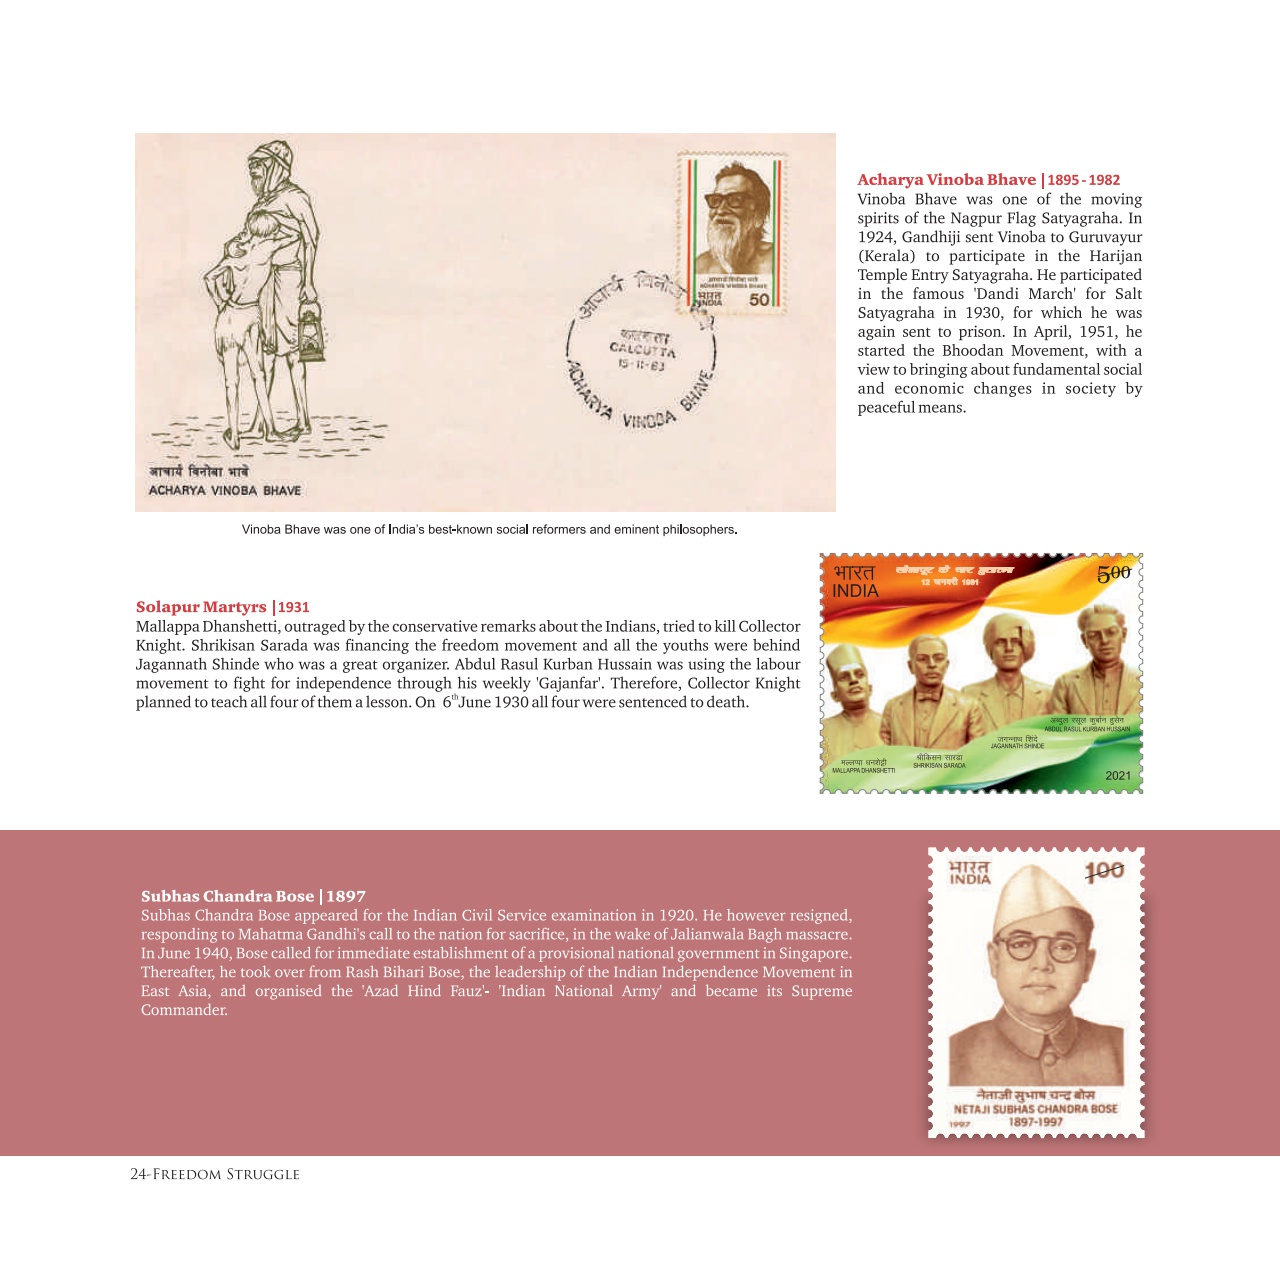 आचार्य विनोबा भावे
ACHARYA VINOBA BHAVE
भारत
INDIA
50
आचार्य विनोबा
कलकत्ता
CALCUTTA
15-11-83
ACHARYA VINOBA BHAVE
आचार्य विनोबा भावे
ACHARYA VINOBA BHAVE
Vinoba Bhave was one of India’s best-known social reformers and eminent philosophers.
Acharya Vinoba Bhave | 1895 - 1982
Vinoba Bhave was one of the moving
spirits of the Nagpur Flag Satyagraha. In
1924, Gandhiji sent Vinoba to Guruvayur
(Kerala) to participate in the Harijan
Temple Entry Satyagraha. He participated
in the famous 'Dandi March' for Salt
Satyagraha in 1930, for which he was
again sent to prison. In April, 1951, he
started the Bhoodan Movement, with a
view to bringing about fundamental social
and economic changes in society by
peaceful means.
Solapur Martyrs | 1931
Mallappa Dhanshetti, outraged by the conservative remarks about the Indians, tried to kill Collector
Knight. Shrikisan Sarada was financing the freedom movement and all the youths were behind
Jagannath Shinde who was a great organizer. Abdul Rasul Kurban Hussain was using the labour
movement to fight for independence through his weekly 'Gajanfar'. Therefore, Collector Knight
planned to teach all four of them a lesson. On 6th June 1930 all four were sentenced to death.
भारत
INDIA
12 जनवरी 1931
500
अब्दुल रसूल कुर्बान हुसेन
ABDUL RASUL KURBAN HUSSAIN
जगन्नाथ शिंदे
JAGANNATH SHINDE
श्रीकिसन सारडा
SHRIKISAN SARADA
मल्लप्पा धनशेट्टी
MALLAPPA DHANSHETTI
2021
Subhas Chandra Bose | 1897
Subhas Chandra Bose appeared for the Indian Civil Service examination in 1920. He however resigned,
responding to Mahatma Gandhi's call to the nation for sacrifice, in the wake of Jalianwala Bagh massacre.
In June 1940, Bose called for immediate establishment of a provisional national government in Singapore.
Thereafter, he took over from Rash Bihari Bose, the leadership of the Indian Independence Movement in
East Asia, and organised the 'Azad Hind Fauz'- 'Indian National Army' and became its Supreme
Commander.
भारत
INDIA
100
नेताजी सुभाष चन्द्र बोस
NETAJI SUBHAS CHANDRA BOSE
1897-1997
1997
24-Freedom Struggle